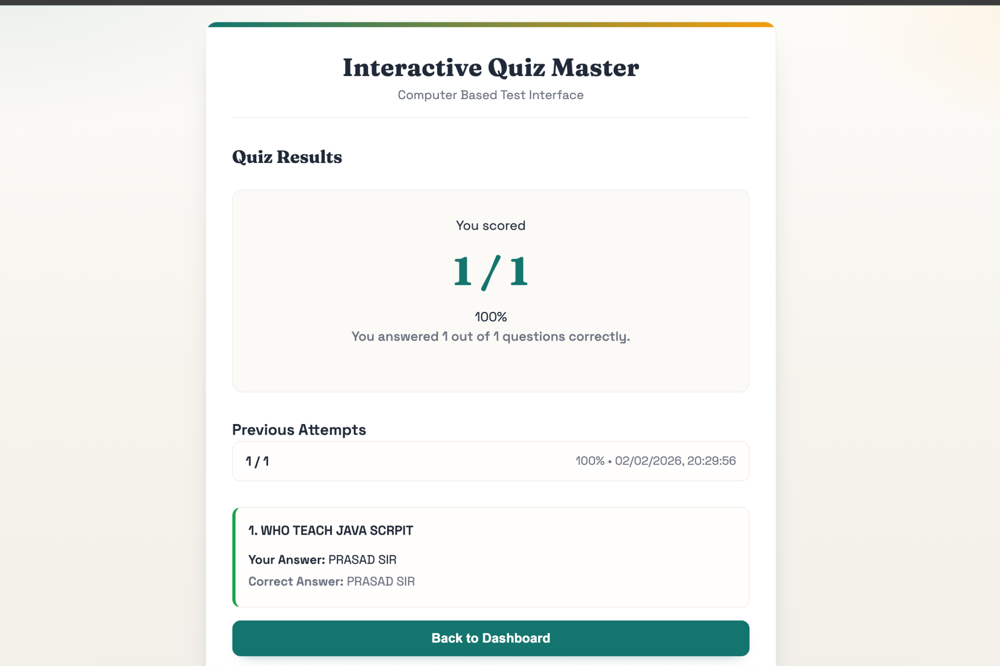 Interactive Quiz Master
Computer Based Test Interface
Quiz Results
You scored
1 / 1
100%
You answered 1 out of 1 questions correctly.
Previous Attempts
1 / 1
100% • 02/02/2026, 20:29:56
1. WHO TEACH JAVA SCRPIT
Your Answer: PRASAD SIR
Correct Answer: PRASAD SIR
Back to Dashboard